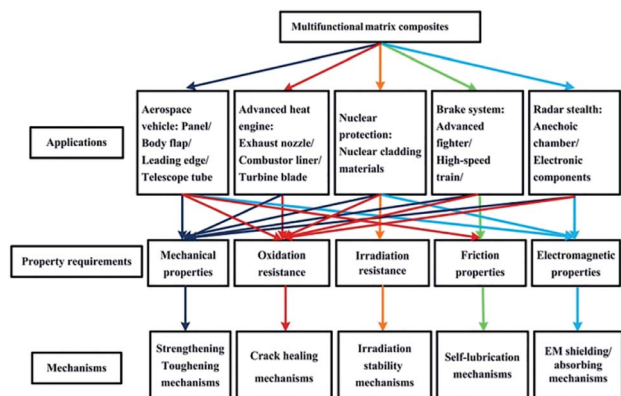 Multifunctional matrix composites
Applications
Aerospace
vehicle: Panel/
Body flap/
Leading edge/
Telescope tube
Advanced heat
engine:
Exhaust nozzle/
Combustor liner/
Turbine blade
Nuclear
protection:
Nuclear cladding
materials
Brake system:
Advanced
fighter/
High-speed
train/
Radar stealth:
Anechoic
chamber/
Electronic
components
Property requirements
Mechanical
properties
Oxidation
resistance
Irradiation
resistance
Friction
properties
Electromagnetic
properties
Mechanisms
Strengthening
Toughening
mechanisms
Crack healing
mechanisms
Irradiation
stability
mechanisms
Self-lubrication
mechanisms
EM shielding/
absorbing
mechanisms